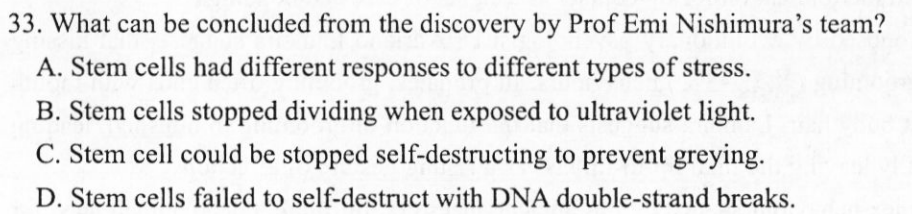 33. What can be concluded from the discovery by Prof Emi Nishimura's team?
A. Stem cells had different responses to different types of stress.
B. Stem cells stopped dividing when exposed to ultraviolet light.
C. Stem cell could be stopped self-destructing to prevent greying.
D. Stem cells failed to self-destruct with DNA double-strand breaks.